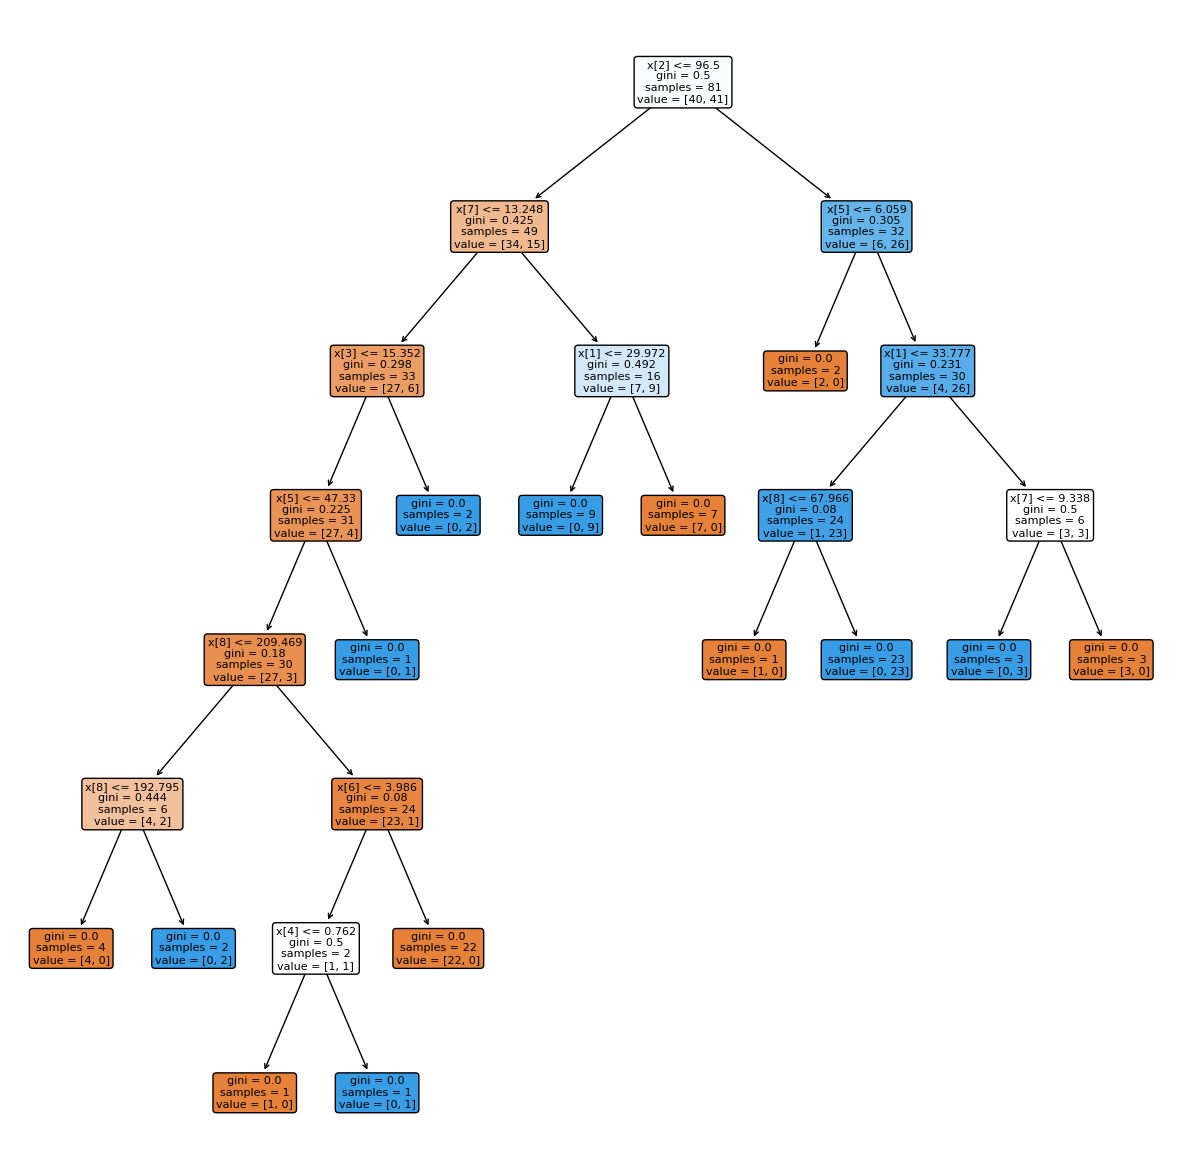 x[2] <= 96.5
gini = 0.5
samples = 81
value = [40, 41]
x[7] <= 13.248
gini = 0.425
samples = 49
value = [34, 15]
x[5] <= 6.059
gini = 0.305
samples = 32
value = [6, 26]
x[3] <= 15.352
gini = 0.298
samples = 33
value = [27, 6]
x[1] <= 29.972
gini = 0.492
samples = 16
value = [7, 9]
gini = 0.0
samples = 2
value = [2, 0]
x[1] <= 33.777
gini = 0.231
samples = 30
value = [4, 26]
x[5] <= 47.33
gini = 0.225
samples = 31
value = [27, 4]
gini = 0.0
samples = 2
value = [0, 2]
gini = 0.0
samples = 9
value = [0, 9]
gini = 0.0
samples = 7
value = [7, 0]
x[8] <= 67.966
gini = 0.08
samples = 24
value = [1, 23]
x[7] <= 9.338
gini = 0.5
samples = 6
value = [3, 3]
x[8] <= 209.469
gini = 0.18
samples = 30
value = [27, 3]
gini = 0.0
samples = 1
value = [0, 1]
gini = 0.0
samples = 1
value = [1, 0]
gini = 0.0
samples = 23
value = [0, 23]
gini = 0.0
samples = 3
value = [0, 3]
gini = 0.0
samples = 3
value = [3, 0]
x[8] <= 192.795
gini = 0.444
samples = 6
value = [4, 2]
x[6] <= 3.986
gini = 0.08
samples = 24
value = [23, 1]
gini = 0.0
samples = 4
value = [4, 0]
gini = 0.0
samples = 2
value = [0, 2]
x[4] <= 0.762
gini = 0.5
samples = 2
value = [1, 1]
gini = 0.0
samples = 22
value = [22, 0]
gini = 0.0
samples = 1
value = [1, 0]
gini = 0.0
samples = 1
value = [0, 1]